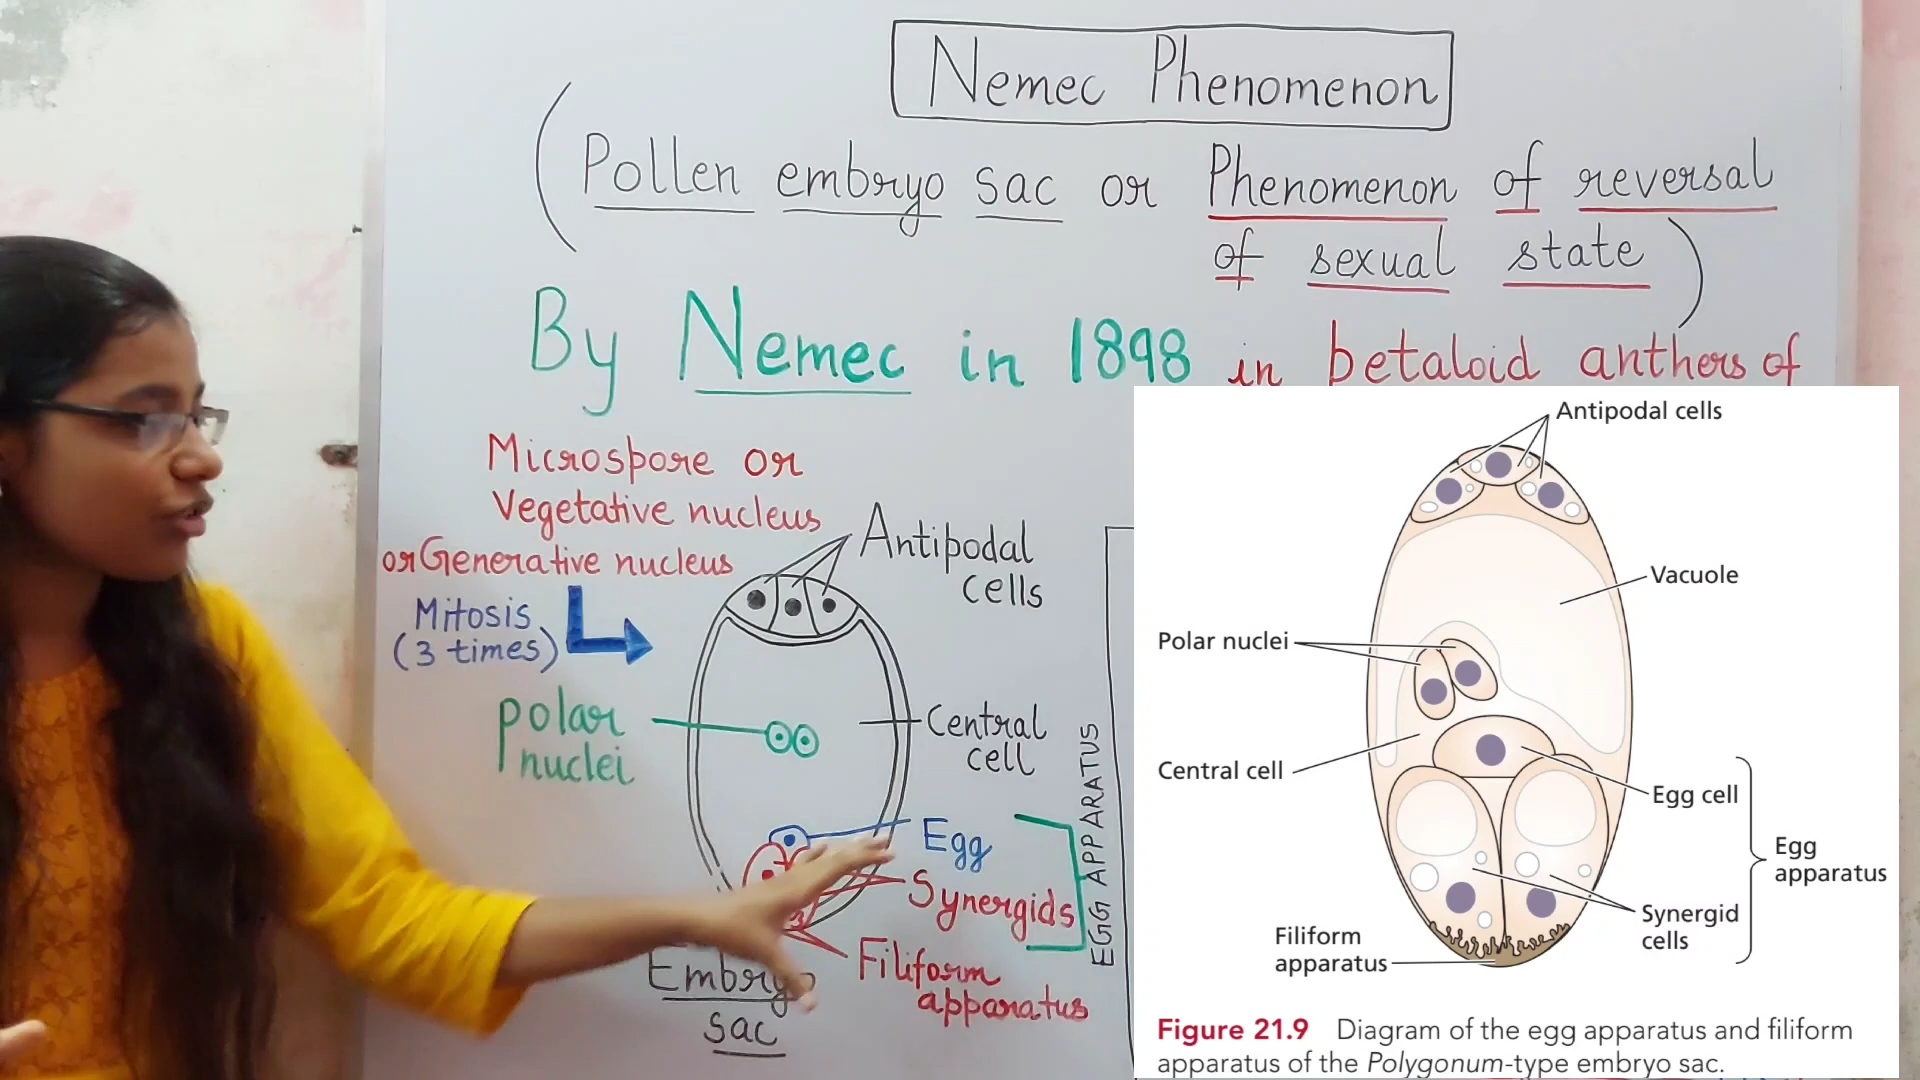 Nemec Phenomenon
(Pollen embryo sac or Phenomenon of reversal
of sexual state)
By Nemec in 1898 in betaloid anthers of
Microspore or
Vegetative nucleus
or Generative nucleus
Mitosis
(3 times)
Antipodal
cells
polar
nuclei
Central
cell
Egg
Synergids
EGG APPARATUS
Filiform
apparatus
Embryo
sac
Antipodal cells
Vacuole
Polar nuclei
Central cell
Egg cell
Egg
apparatus
Synergid
cells
Filiform
apparatus
Figure 21.9 Diagram of the egg apparatus and filiform
apparatus of the Polygonum-type embryo sac.